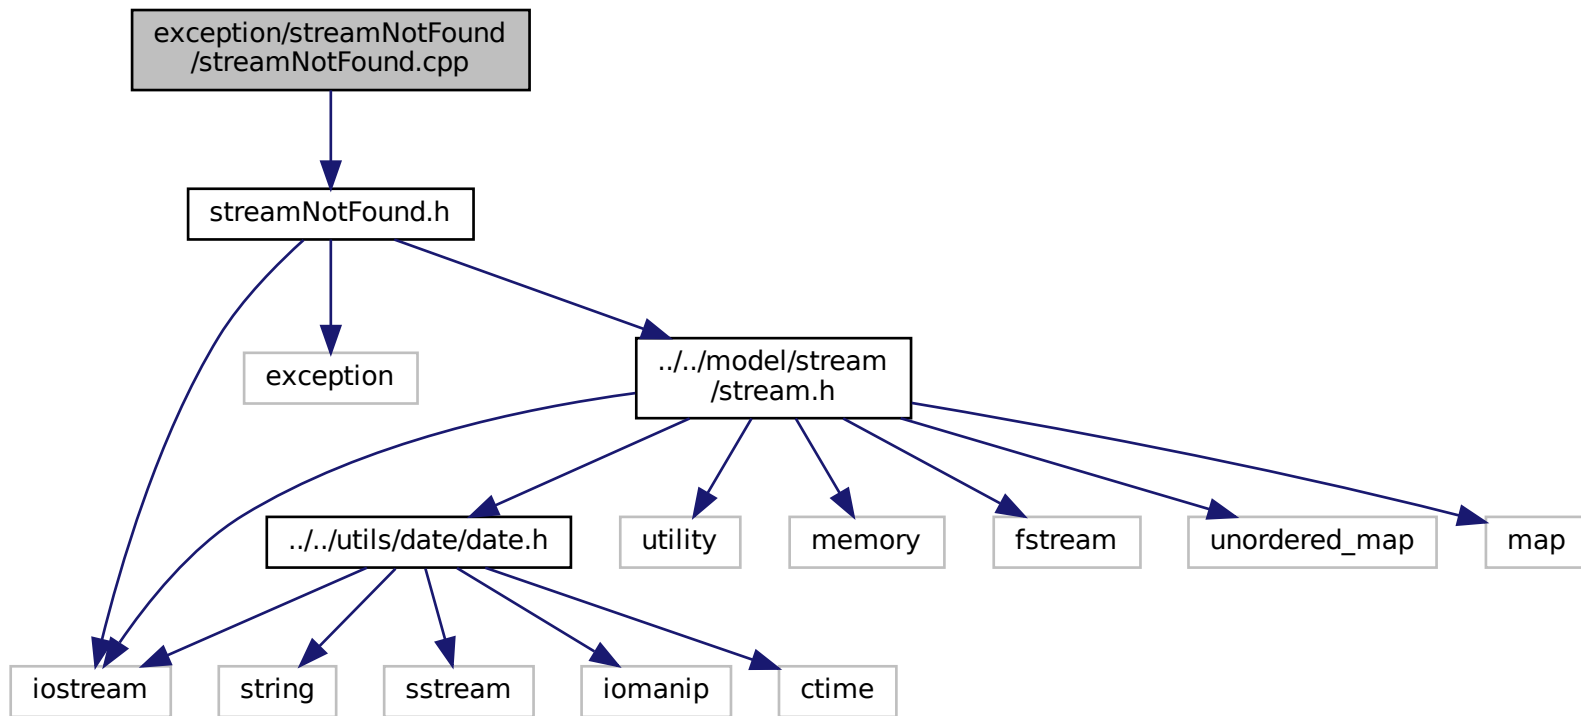 exception/streamNotFound
/streamNotFound.cpp
streamNotFound.h
exception
../../model/stream
/stream.h
../../utils/date/date.h
utility
memory
fstream
unordered_map
map
iostream
string
sstream
iomanip
ctime